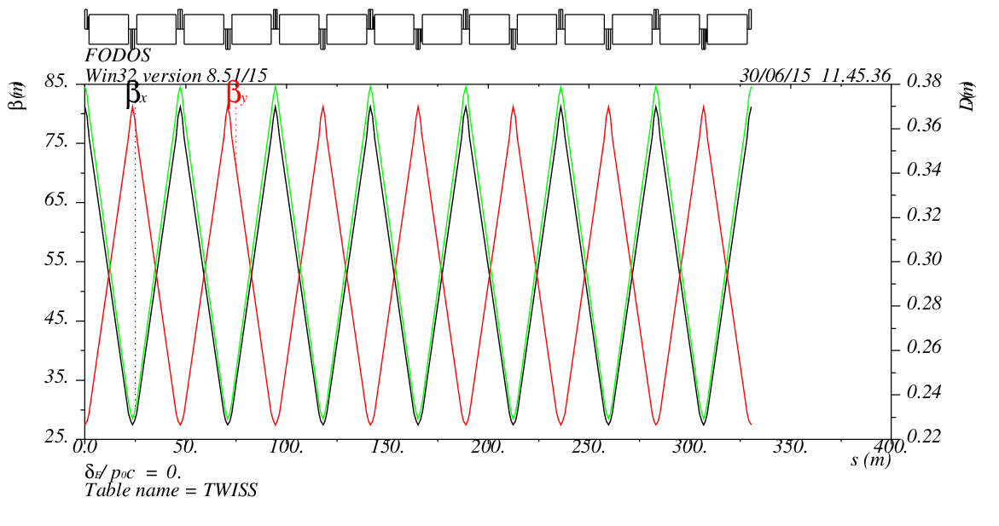 FODOS
Win32 version 8.51/15 30/06/15 11.45.36
β (m)
D (m)
βx
βy
85.
75.
65.
55.
45.
35.
25.
0.38
0.36
0.34
0.32
0.30
0.28
0.26
0.24
0.22
0.0 50. 100. 150. 200. 250. 300. 350. 400.
s (m)
δE/ p0c = 0.
Table name = TWISS